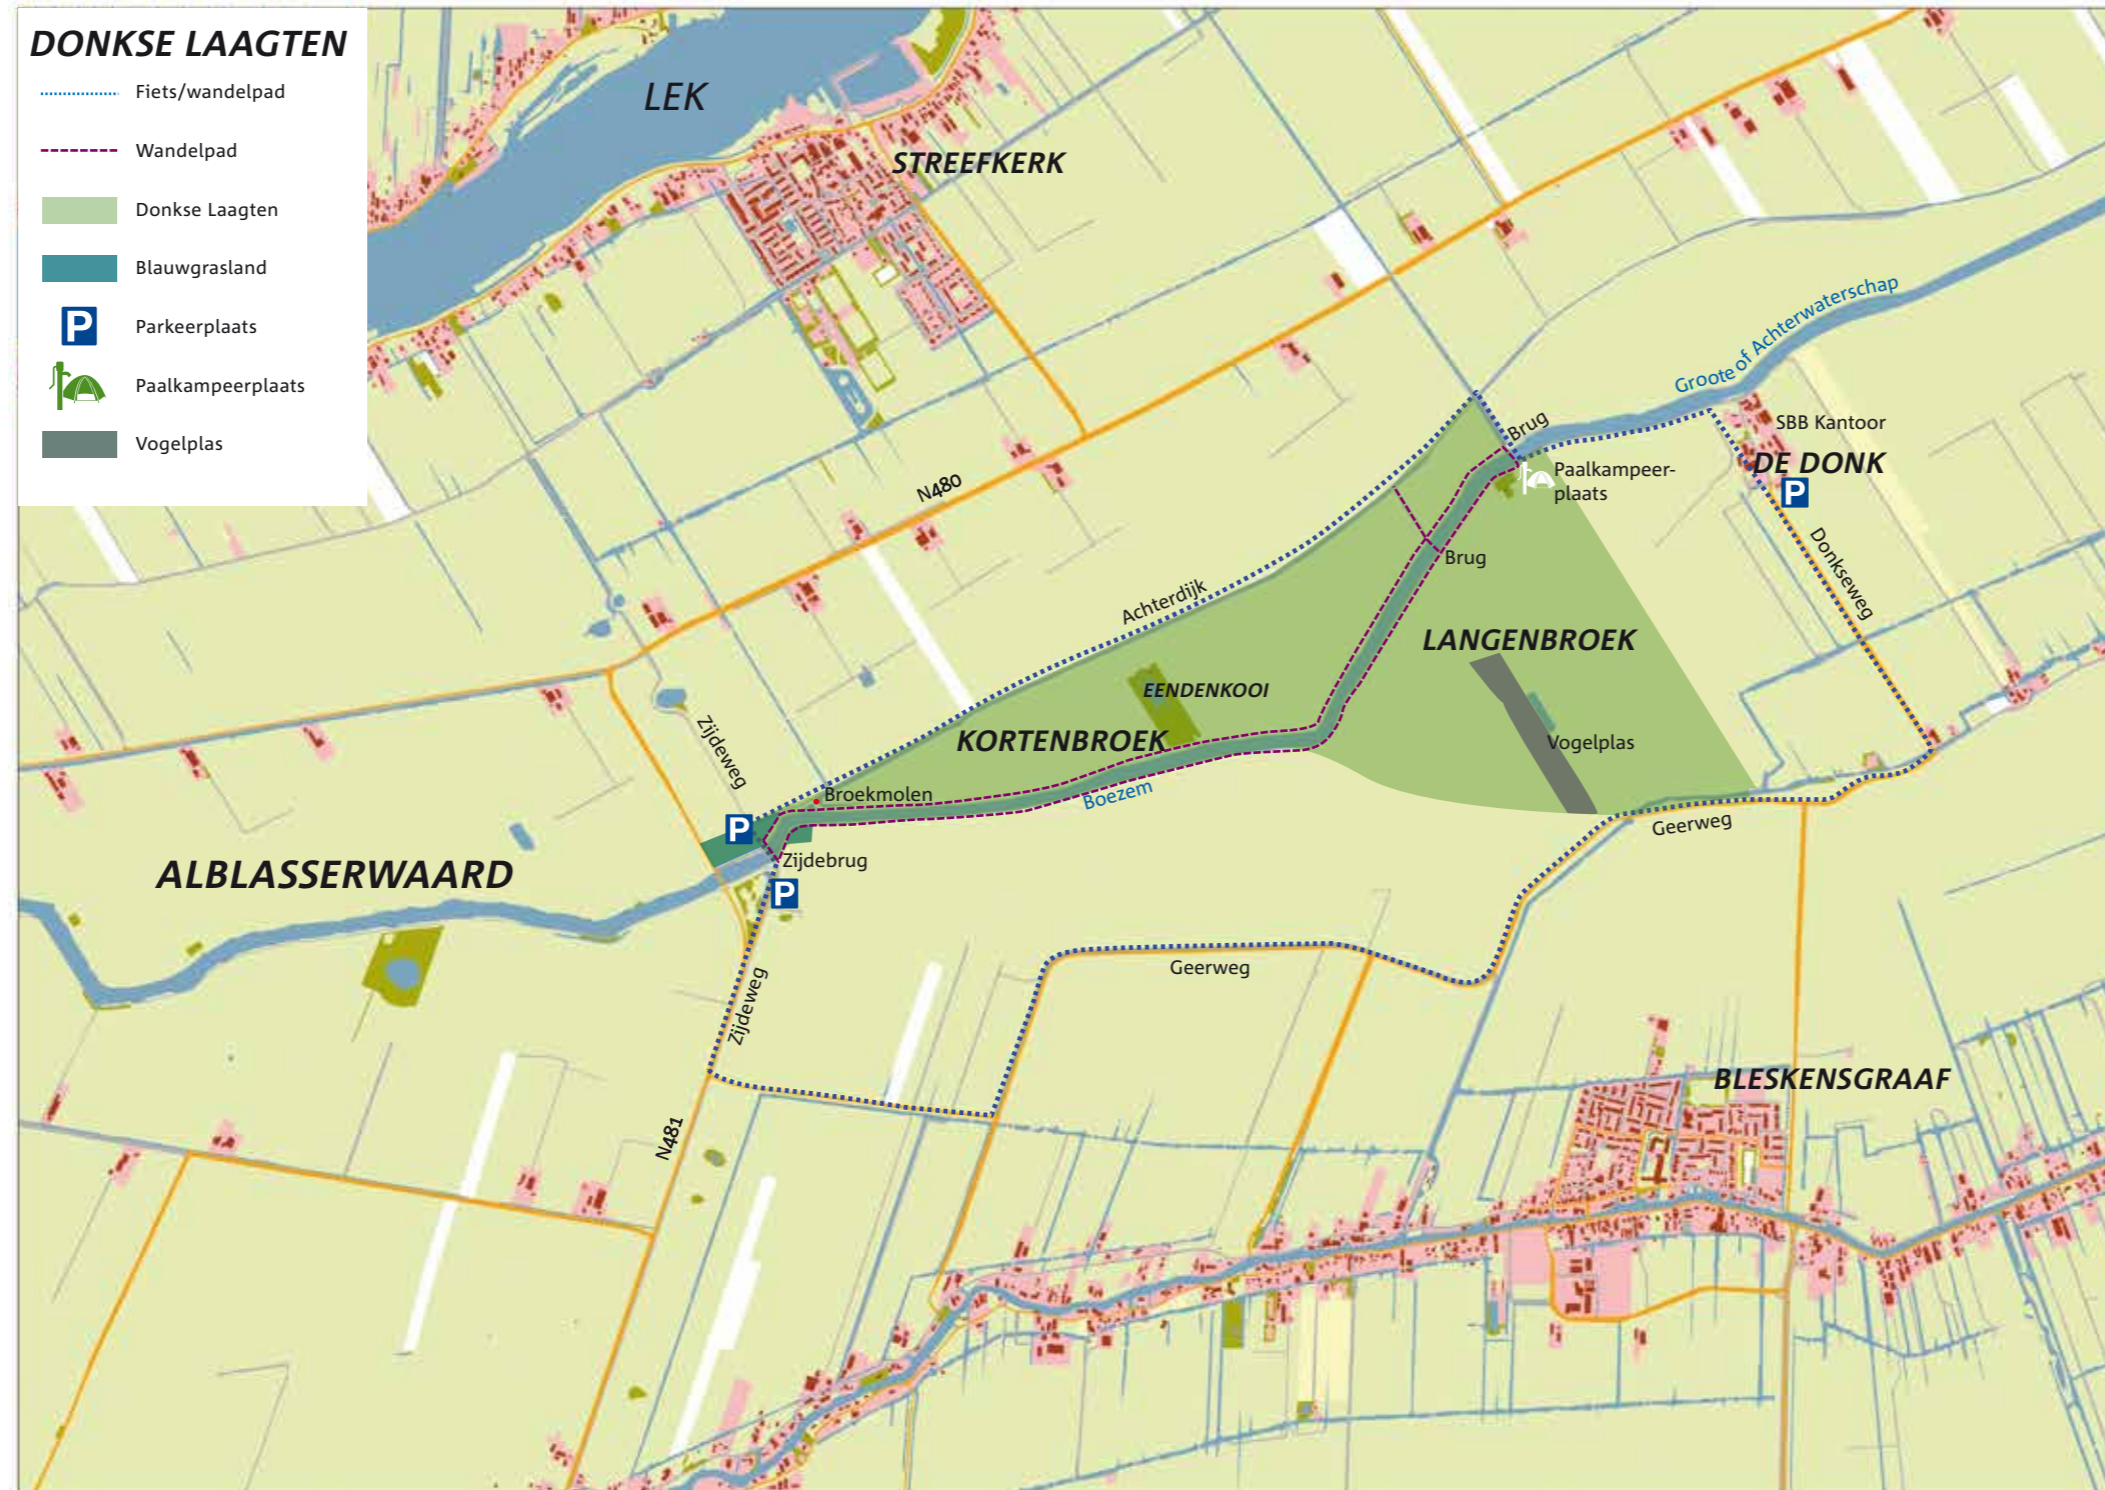 DONKSE LAAGTEN
Fiets/wandelpad
Wandelpad
Donkse Laagten
Blauwgrasland
P
Parkeerplaats
Paalkampeerplaats
Vogelplas
LEK
STREEFKERK
Groote of Achterwaterschap
Brug
SBB Kantoor
DE DONK
P
Paalkampeer-
plaats
N480
Donkseweg
Brug
Achterdijk
LANGENBROEK
EENDENKOOI
Zijdeweg
KORTENBROEK
Vogelplas
Broekmolen
Boezem
P
Geerweg
Zijdebrug
ALBLASSERWAARD
P
Geerweg
Zijdeweg
BLESKENSGRAAF
N481